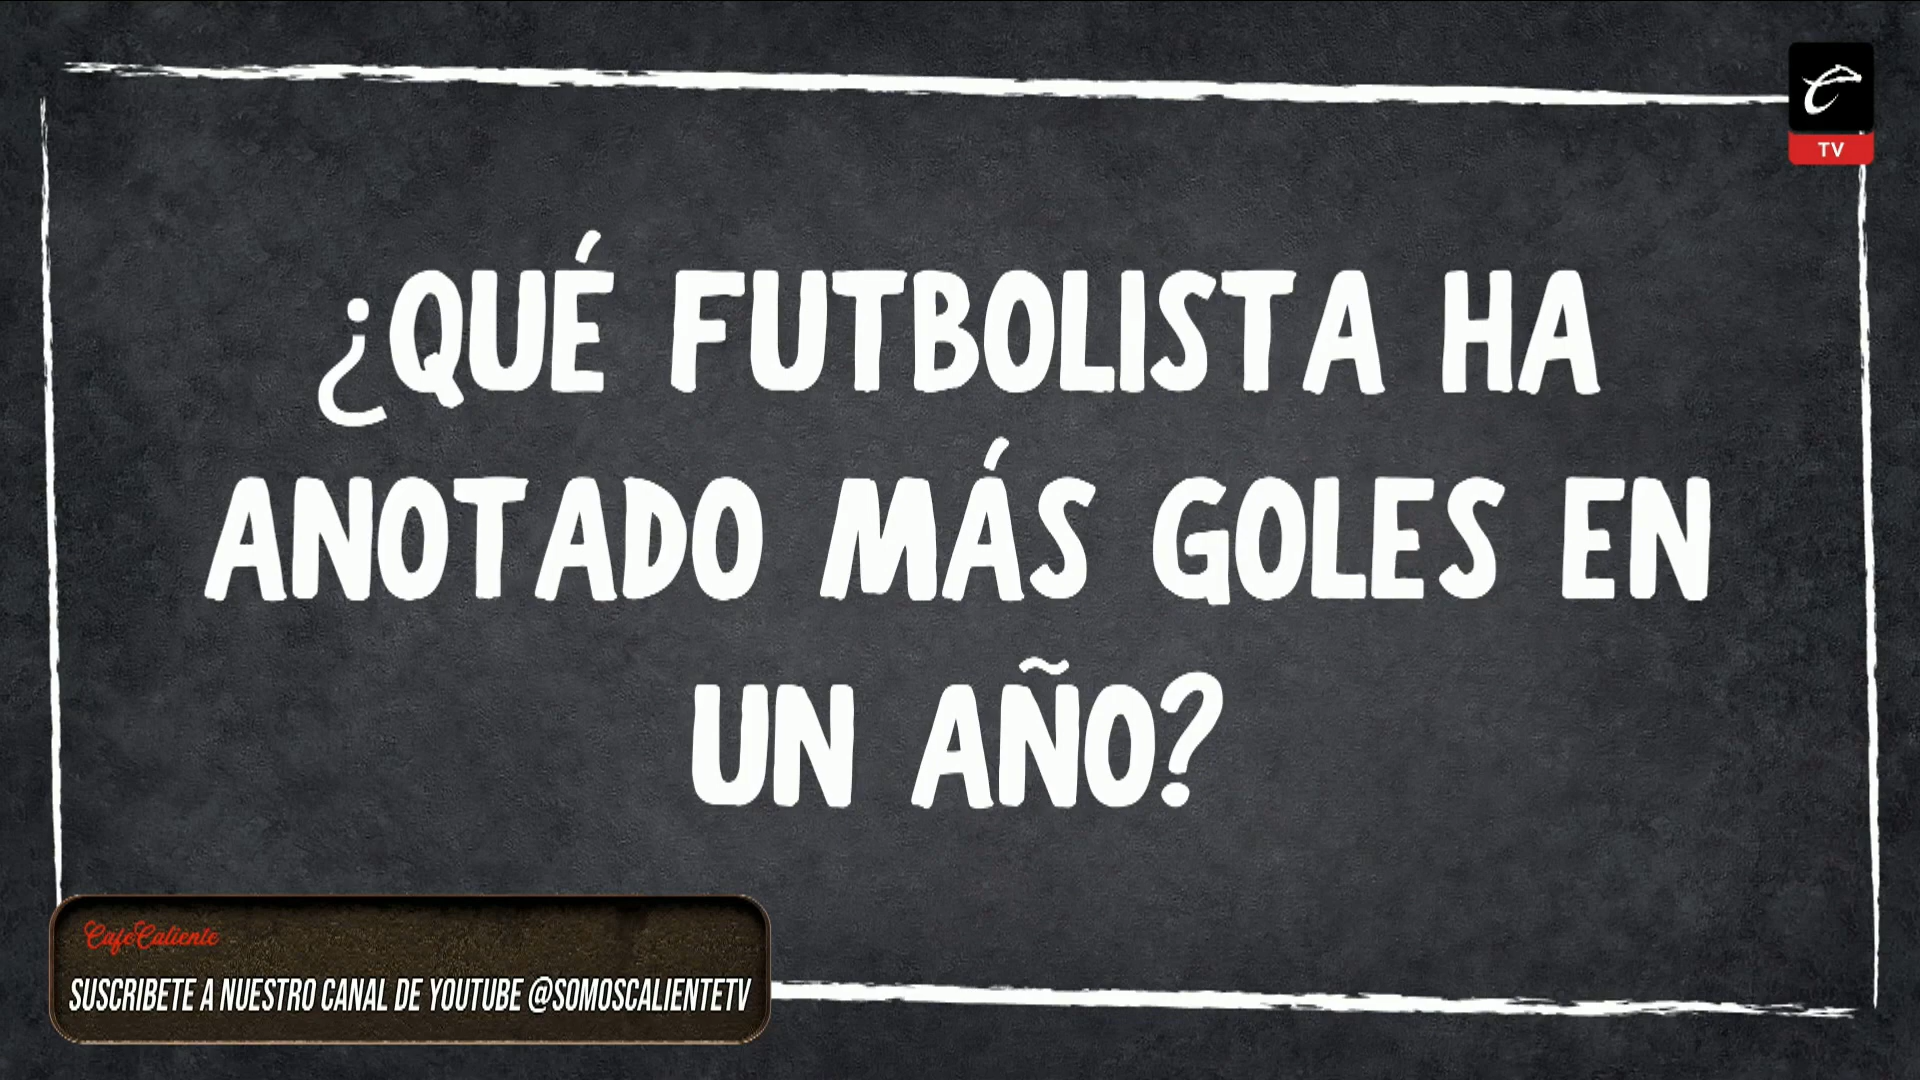 TV
¿QUÉ FUTBOLISTA HA
ANOTADO MÁS GOLES EN
UN AÑO?
CafeCaliente
SUSCRIBETE A NUESTRO CANAL DE YOUTUBE @SOMOSCALIENTETV